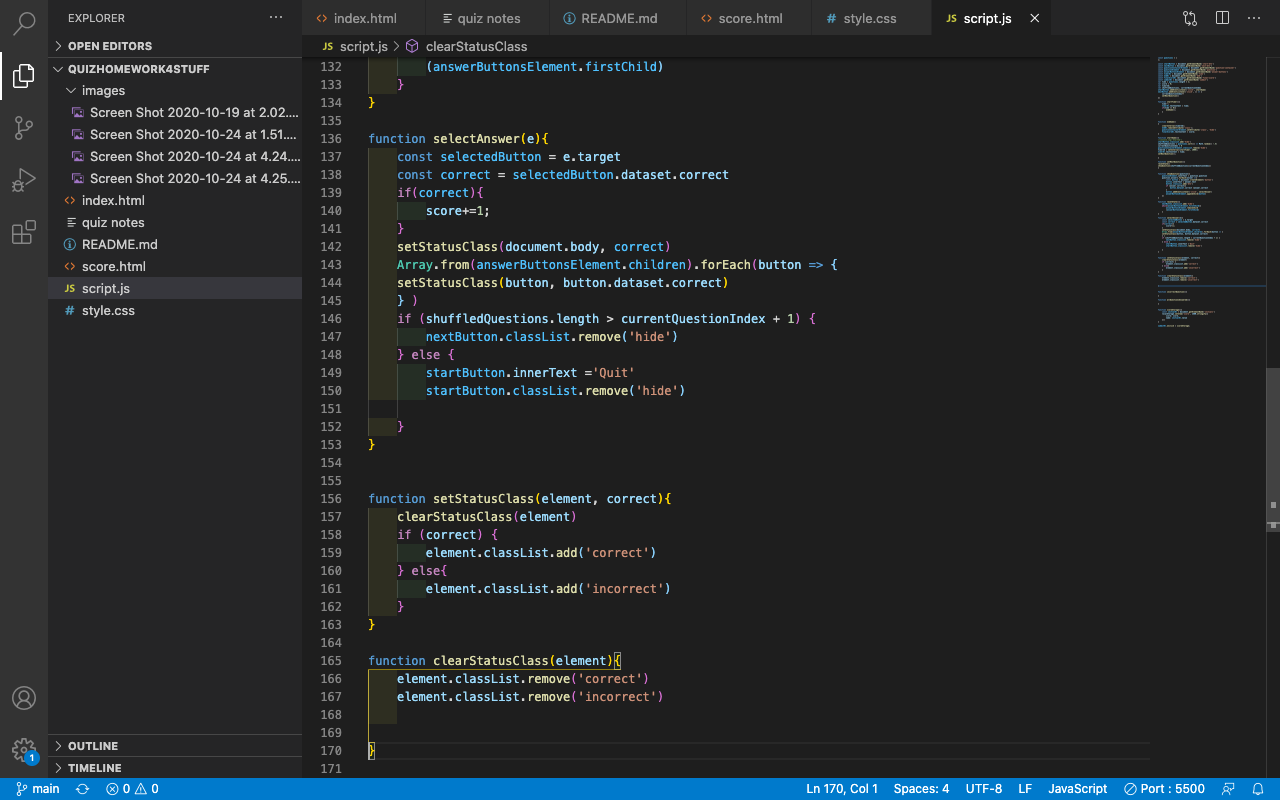 EXPLORER
index.html
quiz notes
README.md
score.html
style.css
JS script.js
OPEN EDITORS
JS script.js > clearStatusClass
QUIZHOMEWORK4STUFF
images
Screen Shot 2020-10-19 at 2.02....
Screen Shot 2020-10-24 at 1.51....
Screen Shot 2020-10-24 at 4.24....
Screen Shot 2020-10-24 at 4.25....
index.html
quiz notes
README.md
score.html
JS script.js
# style.css
132 (answerButtonsElement.firstChild)
133 }
134 }
135
136 function selectAnswer(e){
137 const selectedButton = e.target
138 const correct = selectedButton.dataset.correct
139 if(correct){
140 score+=1;
141 }
142 setStatusClass(document.body, correct)
143 Array.from(answerButtonsElement.children).forEach(button => {
144 setStatusClass(button, button.dataset.correct)
145 } )
146 if (shuffledQuestions.length > currentQuestionIndex + 1) {
147 nextButton.classList.remove('hide')
148 } else {
149 startButton.innerText ='Quit'
150 startButton.classList.remove('hide')
151
152 }
153 }
154
155
156 function setStatusClass(element, correct){
157 clearStatusClass(element)
158 if (correct) {
159 element.classList.add('correct')
160 } else{
161 element.classList.add('incorrect')
162 }
163 }
164
165 function clearStatusClass(element){
166 element.classList.remove('correct')
167 element.classList.remove('incorrect')
168
169
170 }
171
OUTLINE
TIMELINE
1
main
0 0
Ln 170, Col 1
Spaces: 4
UTF-8
LF
JavaScript
Port : 5500